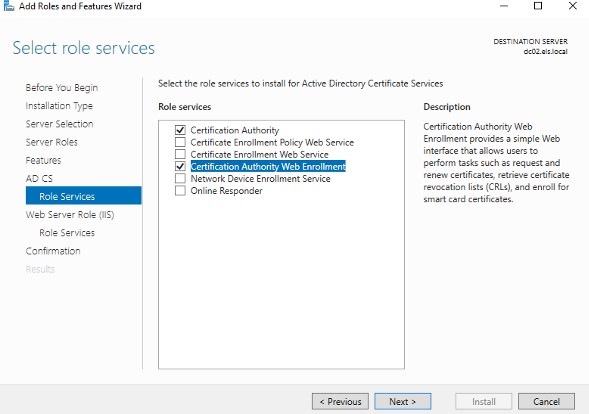 Add Roles and Features Wizard
Select role services
DESTINATION SERVER
dc02.els.local
Before You Begin
Installation Type
Server Selection
Server Roles
Features
AD CS
Role Services
Web Server Role (IIS)
Role Services
Confirmation
Results
Select the role services to install for Active Directory Certificate Services
Role services
Certification Authority
Certificate Enrollment Policy Web Service
Certificate Enrollment Web Service
Certification Authority Web Enrollment
Network Device Enrollment Service
Online Responder
Description
Certification Authority Web
Enrollment provides a simple Web
interface that allows users to
perform tasks such as request and
renew certificates, retrieve certificate
revocation lists (CRLs), and enroll for
smart card certificates.
< Previous
Next >
Install
Cancel